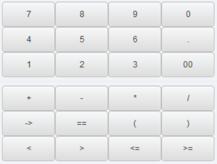 7 8 9 0
4 5 6 .
1 2 3 00
+ - * /
-> == ( )
< > <= >=